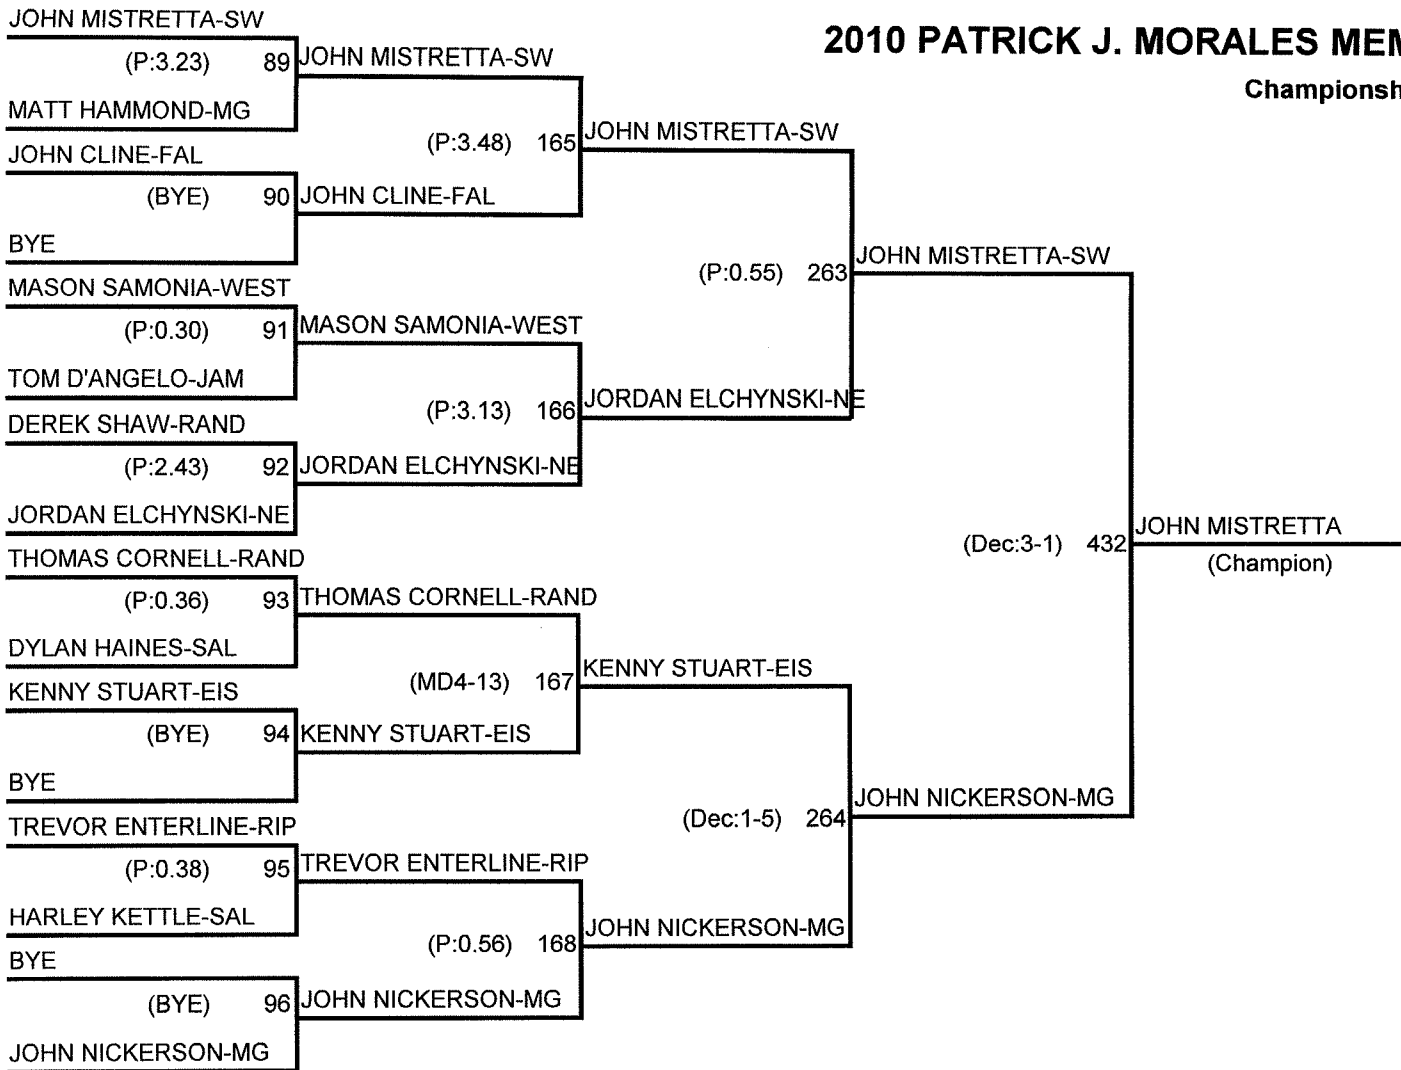 2010 PATRICK J. MORALES MEM
Championsh
JOHN MISTRETTA-SW
(P:3.23) 89
MATT HAMMOND-MG
JOHN CLINE-FAL
(BYE) 90
BYE
MASON SAMONIA-WEST
(P:0.30) 91
TOM D'ANGELO-JAM
DEREK SHAW-RAND
(P:2.43) 92
JORDAN ELCHYNSKI-NE
THOMAS CORNELL-RAND
(P:0.36) 93
DYLAN HAINES-SAL
KENNY STUART-EIS
(BYE) 94
BYE
TREVOR ENTERLINE-RIP
(P:0.38) 95
HARLEY KETTLE-SAL
BYE
(BYE) 96
JOHN NICKERSON-MG
JOHN MISTRETTA-SW
(P:3.48) 165
JOHN CLINE-FAL
MASON SAMONIA-WEST
(P:3.13) 166
JORDAN ELCHYNSKI-NE
THOMAS CORNELL-RAND
(MD4-13) 167
KENNY STUART-EIS
TREVOR ENTERLINE-RIP
(P:0.56) 168
JOHN NICKERSON-MG
JOHN MISTRETTA-SW
(P:0.55) 263
JORDAN ELCHYNSKI-NE
KENNY STUART-EIS
(Dec:1-5) 264
JOHN NICKERSON-MG
JOHN MISTRETTA-SW
(Dec:3-1) 432
JOHN NICKERSON-MG
JOHN MISTRETTA
(Champion)